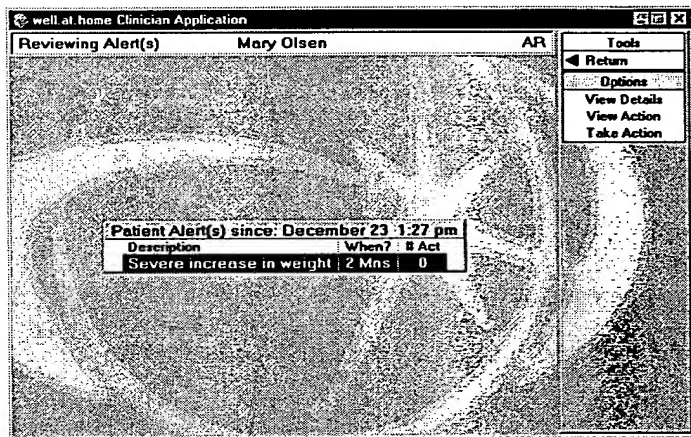 well.at.home Clinician Application
Reviewing Alert(s) Mary Olsen AR
Tools
Return
Options
View Details
View Action
Take Action
Patient Alert(s) since: December 23 1:27 pm
Description When? # Act
Severe increase in weight 2 Mns 0